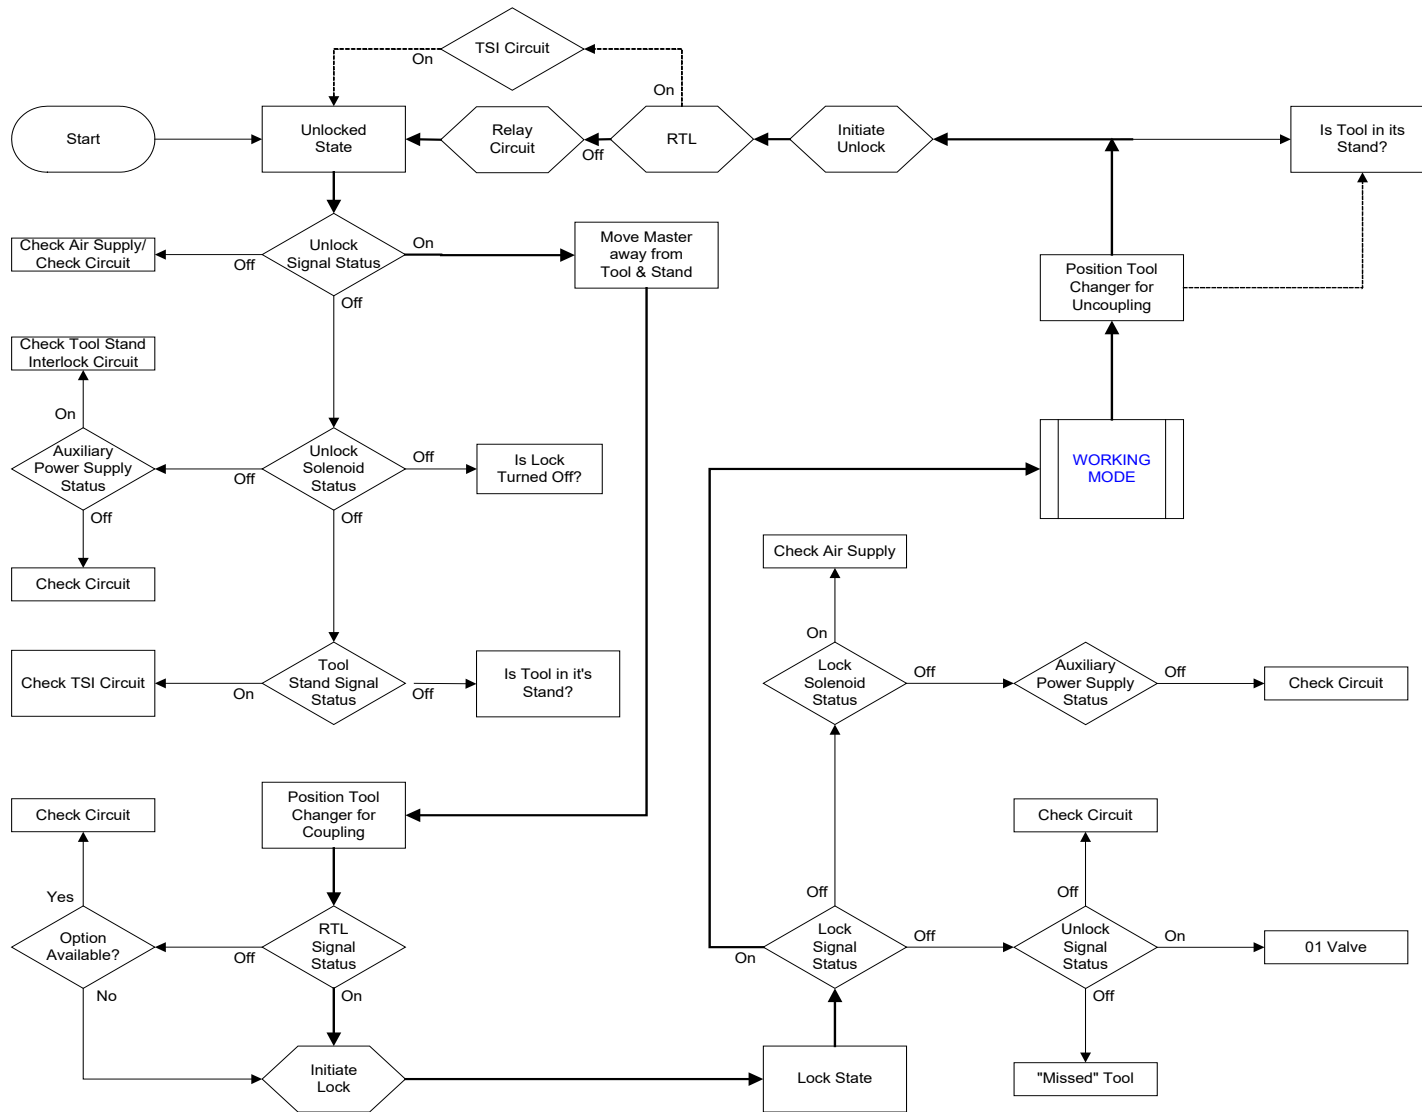 TSI Circuit
On
On
Start
Unlocked
State
Relay
Circuit
Off
RTL
Initiate
Unlock
Is Tool in its
Stand?
Check Air Supply/
Check Circuit
Off
Unlock
Signal Status
On
Off
Move Master
away from
Tool & Stand
Position Tool
Changer for
Uncoupling
Check Tool Stand
Interlock Circuit
On
Auxiliary
Power Supply
Status
Off
Off
Unlock
Solenoid
Status
Off
Off
Is Lock
Turned Off?
WORKING
MODE
Check Circuit
Check Air Supply
Check TSI Circuit
On
Tool
Stand Signal
Status
Off
Is Tool in it's
Stand?
On
Lock
Solenoid
Status
Off
Auxiliary
Power Supply
Status
Off
Check Circuit
Check Circuit
Position Tool
Changer for
Coupling
Check Circuit
Yes
Option
Available?
No
Off
RTL
Signal
Status
On
Off
On
Lock
Signal
Status
Off
Off
Unlock
Signal
Status
On
Off
01 Valve
Initiate
Lock
Lock State
"Missed" Tool